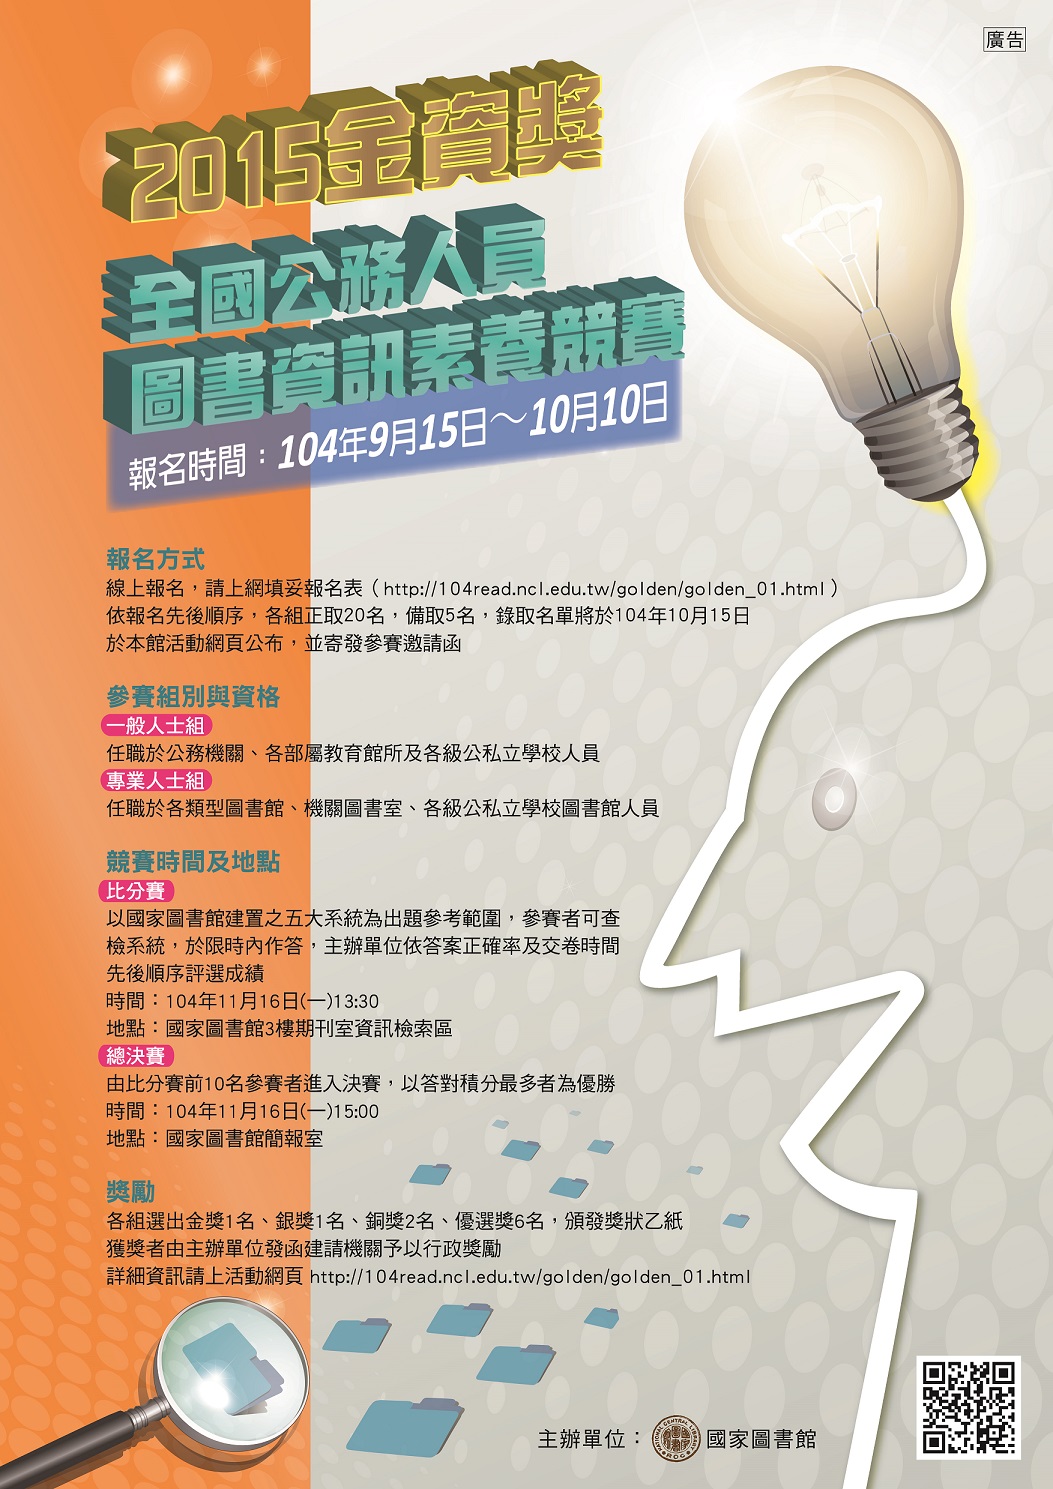 廣告
2015金資獎
全國公務人員
圖書資訊素養競賽
報名時間：104年9月15日～10月10日
報名方式
線上報名，請上網填妥報名表（http://104read.ncl.edu.tw/golden/golden_01.html）
依報名先後順序，各組正取20名，備取5名，錄取名單將於104年10月15日
於本館活動網頁公布，並寄發參賽邀請函
參賽組別與資格
一般人士組
任職於公務機關、各部屬教育館所及各級公私立學校人員
專業人士組
任職於各類型圖書館、機關圖書室、各級公私立學校圖書館人員
競賽時間及地點
比分賽
以國家圖書館建置之五大系統為出題參考範圍，參賽者可查
檢系統，於限時內作答，主辦單位依答案正確率及交卷時間
先後順序評選成績
時間：104年11月16日(一)13:30
地點：國家圖書館3樓期刊室資訊檢索區
總決賽
由比分賽前10名參賽者進入決賽，以答對積分最多者為優勝
時間：104年11月16日(一)15:00
地點：國家圖書館簡報室
獎勵
各組選出金獎1名、銀獎1名、銅獎2名、優選獎6名，頒發獎狀乙紙
獲獎者由主辦單位發函建請機關予以行政獎勵
詳細資訊請上活動網頁 http://104read.ncl.edu.tw/golden/golden_01.html
主辦單位：國家圖書館
NATIONAL CENTRAL LIBRARY